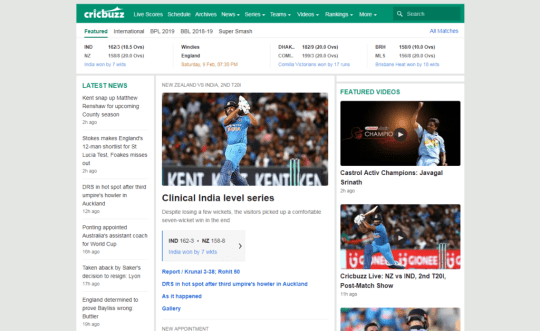 cricbuzz Live Scores Schedule Archives News Series Teams Videos Rankings More Search
Featured International BPL 2019 BBL 2018-19 Super Smash All Matches
IND 162/3 (18.5 Ovs)
NZ 158/8 (20.0 Ovs)
India won by 7 wkts
Windies
England
Saturday, 9 Feb, 07:30 PM
DHAK.. 162/9 (20.0 Ovs)
COMI..
Comilla Victorians won by 17 runs
BRH 158/0 (10.0 Ovs)
MLS 156/8 (20.0 Ovs)
Brisbane Heat won by 10 wkts
LATEST NEWS
Kent snap up Matthew
Renshaw for upcoming
County season
2h ago
Stokes makes England's
12-man shortlist for St
Lucia Test, Foakes misses
out
2h ago
DRS in hot spot after third
umpire's howler in
Auckland
12h ago
Ponting appointed
Australia's assistant coach
for World Cup
16h ago
Taken aback by Saker's
decision to resign: Lyon
17h ago
England determined to
prove Bayliss wrong:
Buttler
18h ago
NEW ZEALAND VS INDIA, 2ND T20I
KENT KENT
Clinical India level series
Despite losing a few wickets, the visitors picked up a comfortable
seven-wicket win in the end
IND 162-3 • NZ 158-8
India won by 7 wkts
Report / Krunal 3-28; Rohit 50
DRS in hot spot after third umpire's howler in Auckland
As it happened
Gallery
NEW APPOINTMENT
FEATURED VIDEOS
CHAMPIO
Castrol Activ Champions: Javagal
Srinath
2h ago
GIONEE GIONEE
Cricbuzz Live: NZ vs IND, 2nd T20I,
Post-Match Show
11h ago